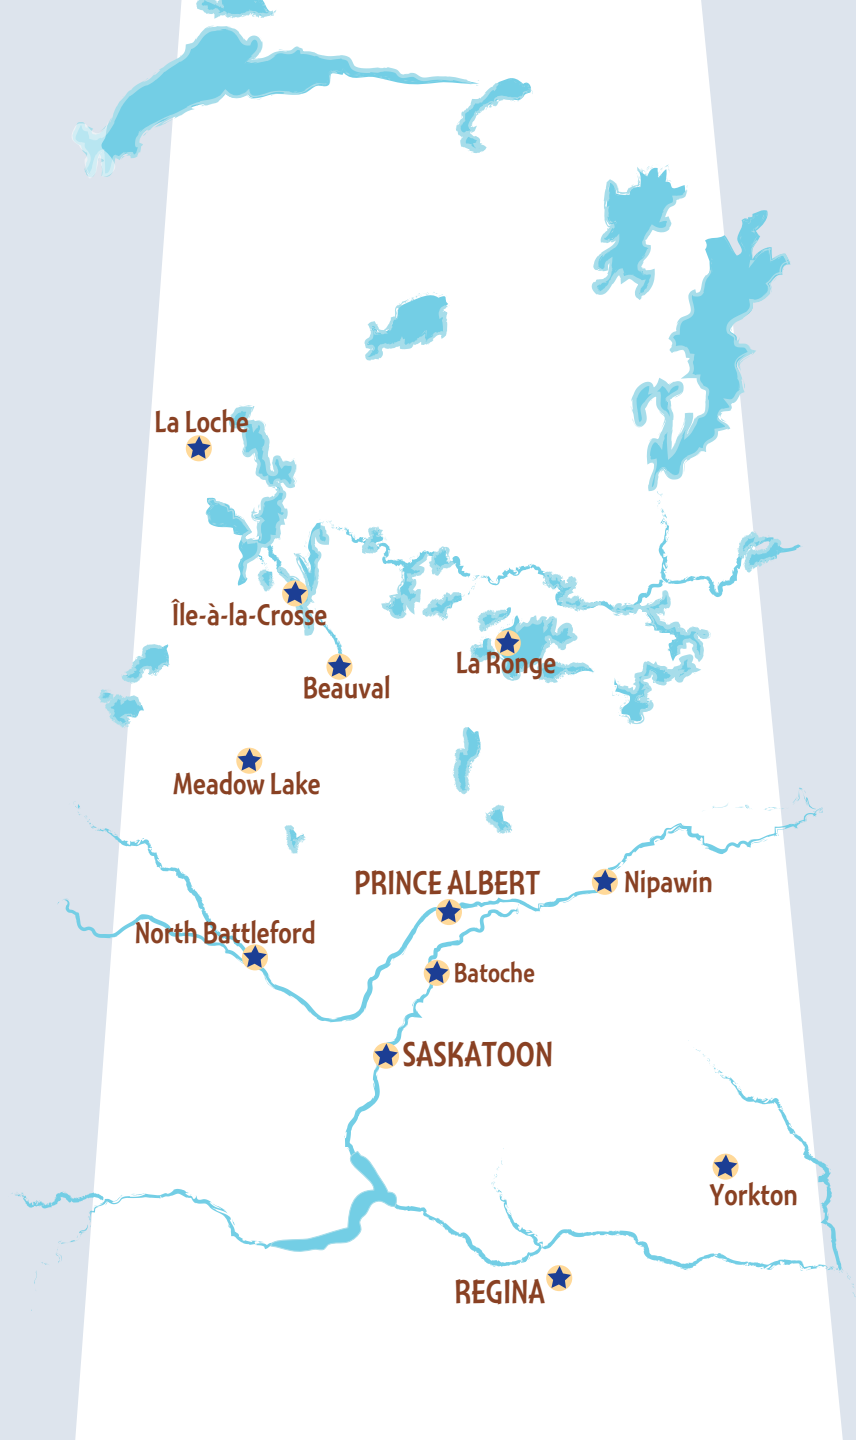 La Loche
Île-à-la-Crosse
La Ronge
Beauval
Meadow Lake
PRINCE ALBERT
Nipawin
North Battleford
Batoche
SASKATOON
Yorkton
REGINA